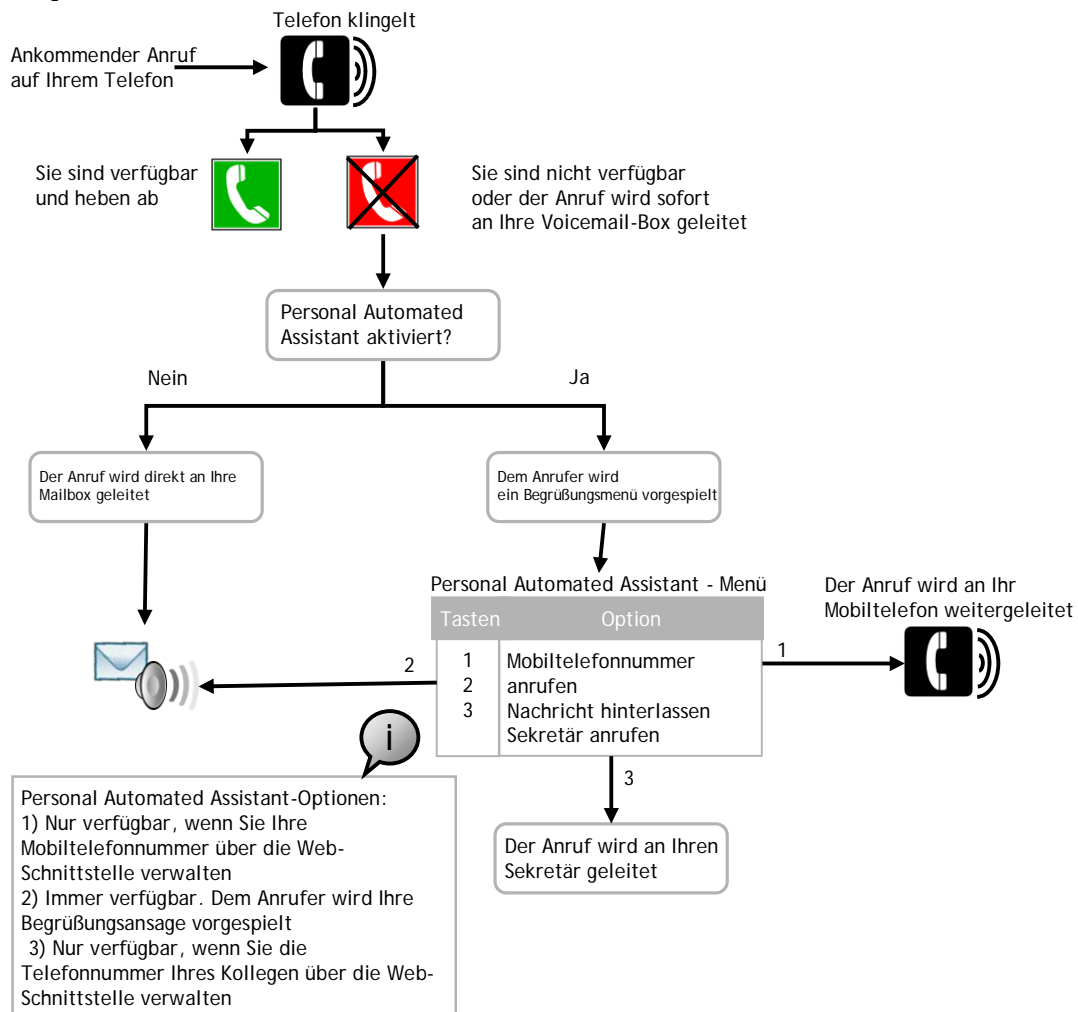 Telefon klingelt
Ankommender Anruf
auf Ihrem Telefon
Sie sind verfügbar
und heben ab
Sie sind nicht verfügbar
oder der Anruf wird sofort
an Ihre Voicemail-Box geleitet
Personal Automated
Assistant aktiviert?
Nein
Ja
Der Anruf wird direkt an Ihre
Mailbox geleitet
Dem Anrufer wird
ein Begrüßungsmenü vorgespielt
Personal Automated Assistant - Menü
Tasten Option
1 Mobiltelefonnummer
2 anrufen
3 Nachricht hinterlassen
Sekretär anrufen
1
Der Anruf wird an Ihr
Mobiltelefon weitergeleitet
2
3
Der Anruf wird an Ihren
Sekretär geleitet
i
Personal Automated Assistant-Optionen:
1) Nur verfügbar, wenn Sie Ihre
Mobiltelefonnummer über die Web-
Schnittstelle verwalten
2) Immer verfügbar. Dem Anrufer wird Ihre
Begrüßungsansage vorgespielt
3) Nur verfügbar, wenn Sie die
Telefonnummer Ihres Kollegen über die Web-
Schnittstelle verwalten